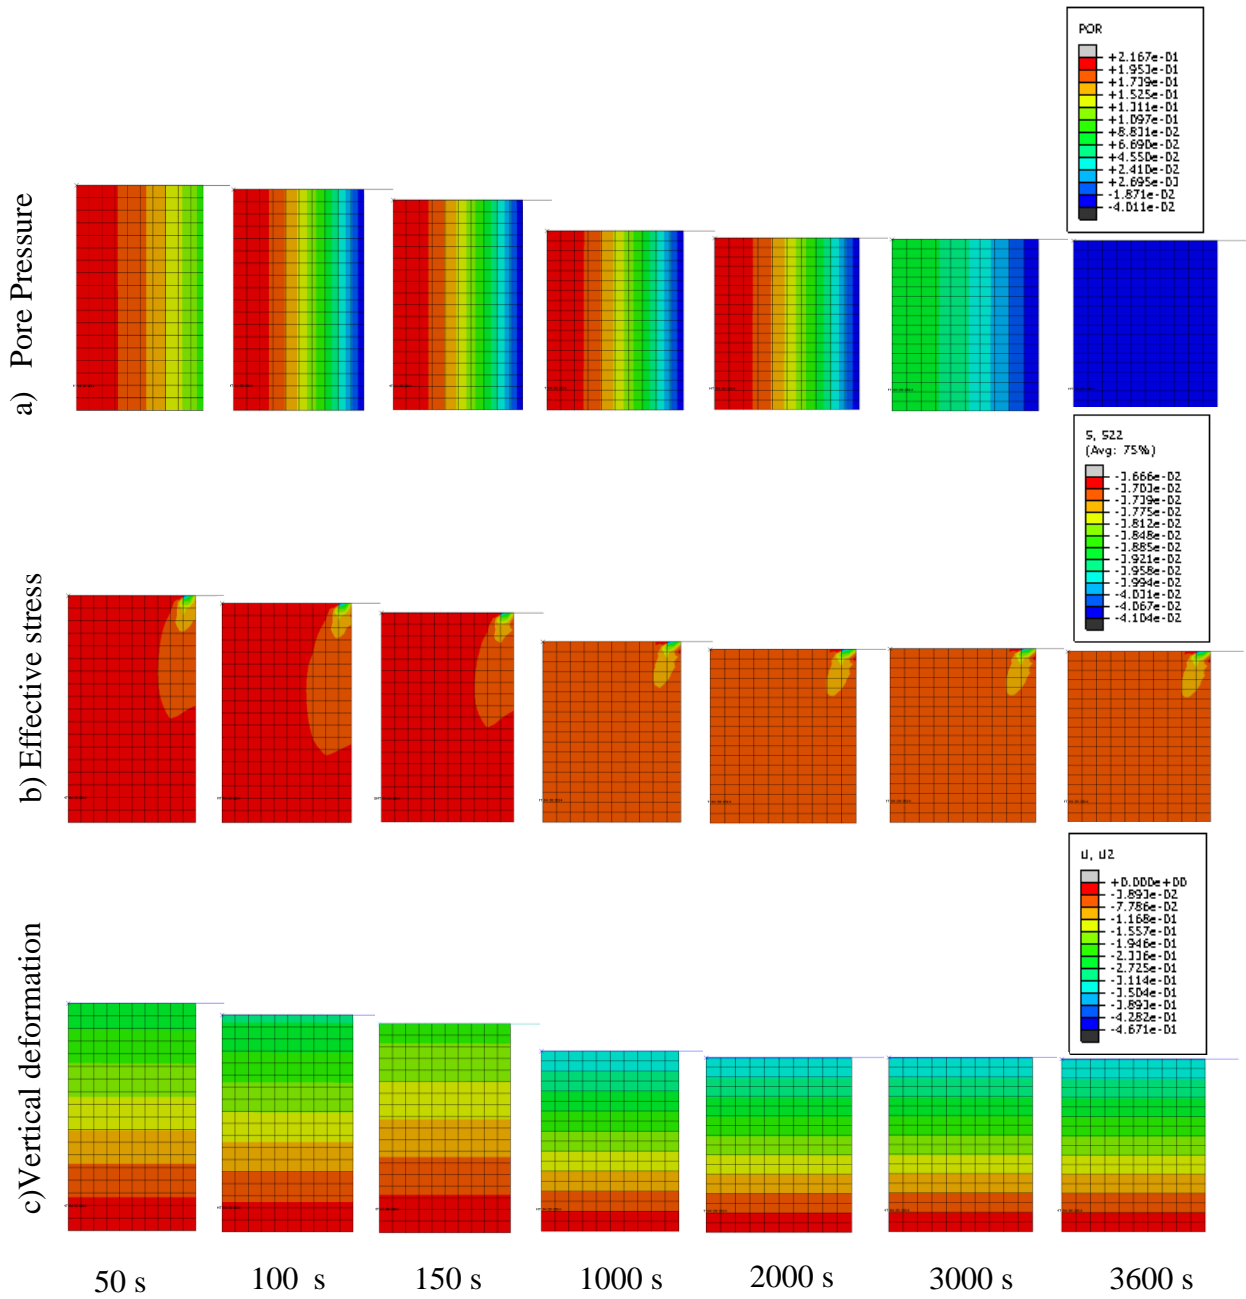 POR
+2.167e-01
+1.953e-01
+1.739e-01
+1.525e-01
+1.311e-01
+1.097e-01
+8.831e-02
+6.690e-02
+4.550e-02
+2.410e-02
+2.695e-03
-1.871e-02
-4.011e-02
a) Pore Pressure
S, S22
(Avg: 75%)
-3.666e-02
-3.703e-02
-3.739e-02
-3.775e-02
-3.812e-02
-3.848e-02
-3.885e-02
-3.921e-02
-3.958e-02
-3.994e-02
-4.031e-02
-4.067e-02
-4.104e-02
b) Effective stress
U, U2
+0.000e+00
-3.893e-02
-7.786e-02
-1.168e-01
-1.557e-01
-1.946e-01
-2.336e-01
-2.725e-01
-3.114e-01
-3.504e-01
-3.893e-01
-4.282e-01
-4.671e-01
c)Vertical deformation
50 s
100 s
150 s
1000 s
2000 s
3000 s
3600 s